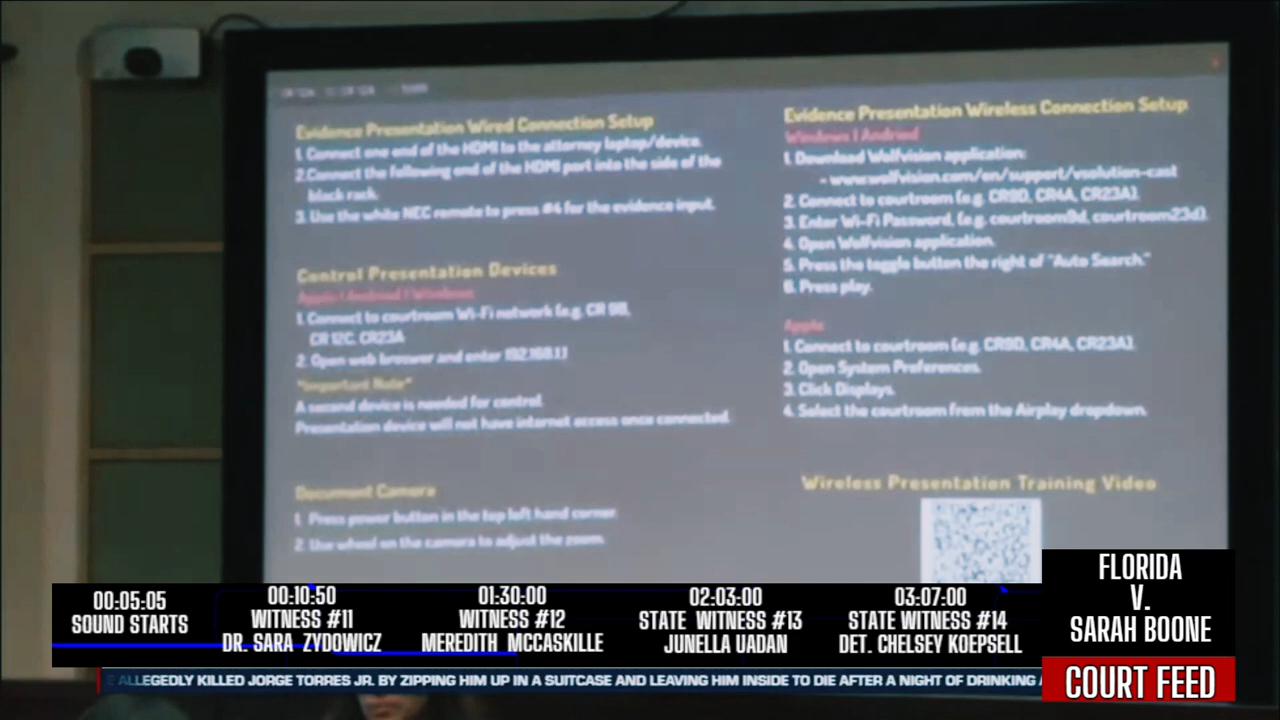 Evidence Presentation Wired Connection Setup
1. Connect one end of the HDMI to the attorney laptop/device.
2.Connect the following end of the HDMI port into the side of the
black rack.
3. Use the white NEC remote to press #4 for the evidence input.
Control Presentation Devices
Apple | Android | Windows
1. Connect to courtroom Wi-Fi network (e.g. CR 9B,
CR 12C, CR23A
2. Open web browser and enter 192.168.1.1
"Important Note"
A second device is needed for control.
Presentation device will not have internet access once connected.
Document Camera
1. Press power button in the top left hand corner.
2. Use wheel on the camera to adjust the zoom.
Evidence Presentation Wireless Connection Setup
Windows | Android
1. Download Wolfvision application:
- www.wolfvision.com/en/support/vsolution-cast
2. Connect to courtroom (e.g. CR9D, CR4A, CR23A).
3. Enter Wi-Fi Password, (e.g. courtroom9d, courtroom23d).
4. Open Wolfvision application.
5. Press the toggle button the right of "Auto Search."
6. Press play.
Apple
1. Connect to courtroom (e.g. CR9D, CR4A, CR23A).
2. Open System Preferences.
3. Click Displays.
4. Select the courtroom from the Airplay dropdown.
Wireless Presentation Training Video
00:05:05
SOUND STARTS
00:10:50
WITNESS #11
DR. SARA ZYDOWICZ
01:30:00
WITNESS #12
MEREDITH MCCASKILLE
02:03:00
STATE WITNESS #13
JUNELLA UADAN
03:07:00
STATE WITNESS #14
DET. CHELSEY KOEPSELL
FLORIDA
V.
SARAH BOONE
COURT FEED
E ALLEGEDLY KILLED JORGE TORRES JR. BY ZIPPING HIM UP IN A SUITCASE AND LEAVING HIM INSIDE TO DIE AFTER A NIGHT OF DRINKING